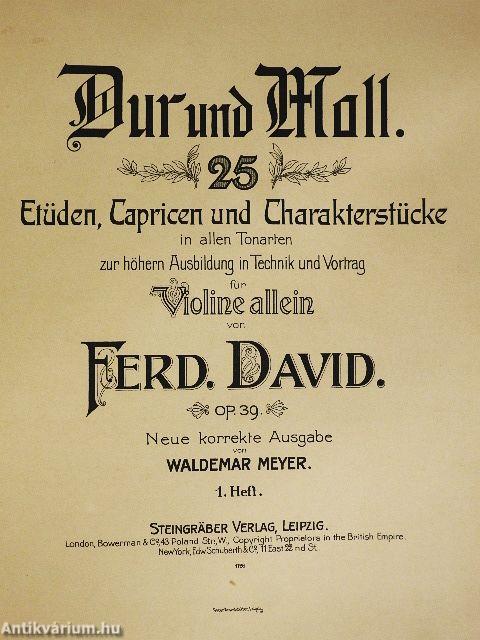 Dur und Moll.
25
Etüden, Capricen und Charakterstücke
in allen Tonarten
zur höhern Ausbildung in Technik und Vortrag
für
Violine allein
von
FERD. DAVID.
OP. 39.
Neue korrekte Ausgabe
von
WALDEMAR MEYER.
1. Heft.
STEINGRÄBER VERLAG, LEIPZIG.
London, Bowerman & Co, 43 Poland Str., W., Copyright Proprietors in the British Empire.
New York, Edw. Schuberth & Co, 11 East 22nd St.
Antikvárium.hu